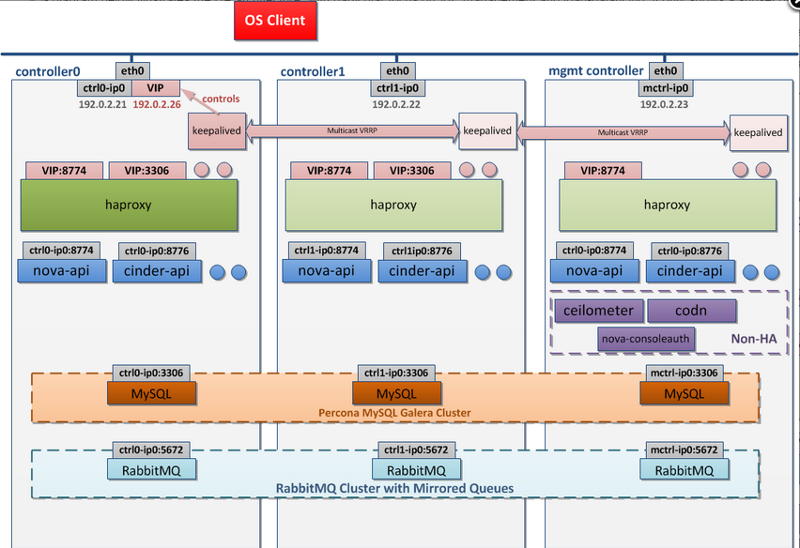 OS Client
controller0
eth0
controller1
eth0
mgmt controller
eth0
ctrl0-ip0
VIP
ctrl1-ip0
mctrl-ip0
192.0.2.21
192.0.2.26
controls
192.0.2.22
192.0.2.23
keepalived
Multicast VRRP
keepalived
Multicast VRRP
keepalived
VIP:8774
VIP:3306
VIP:8774
VIP:3306
VIP:8774
haproxy
haproxy
haproxy
ctrl0-ip0:8774
ctrl0-ip0:8776
ctrl1-ip0:8774
ctrl1ip0:8776
ctrl0-ip0:8774
ctrl0-ip0:8776
nova-api
cinder-api
nova-api
cinder-api
nova-api
cinder-api
ceilometer
codn
nova-consoleauth
Non-HA
ctrl0-ip:3306
ctrl1-ip:3306
mctrl-ip0:3306
MySQL
MySQL
MySQL
Percona MySQL Galera Cluster
ctrl0-ip0:5672
ctrl1-ip0:5672
mctrl-ip0:5672
RabbitMQ
RabbitMQ
RabbitMQ
RabbitMQ Cluster with Mirrored Queues